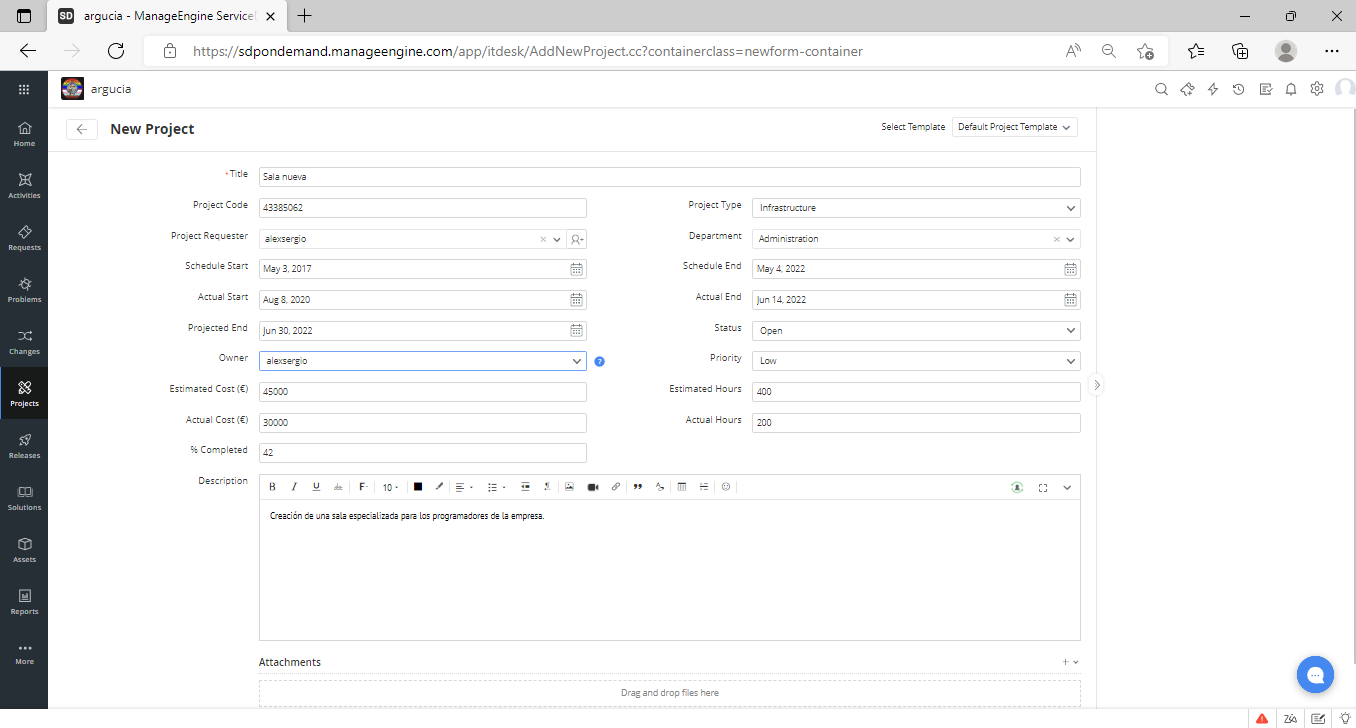 SD argucia - ManageEngine Service
https://sdpondemand.manageengine.com/app/itdesk/AddNewProject.cc?containerclass=newform-container
argucia
Home
Activities
Requests
Problems
Changes
Projects
Releases
Solutions
Assets
Reports
More
New Project
Select Template Default Project Template
*Title Sala nueva
Project Code 43385062 Project Type Infrastructure
Project Requester alexsergio Department Administration
Schedule Start May 3, 2017 Schedule End May 4, 2022
Actual Start Aug 8, 2020 Actual End Jun 14, 2022
Projected End Jun 30, 2022 Status Open
Owner alexsergio ? Priority Low
Estimated Cost (€) 45000 Estimated Hours 400
Actual Cost (€) 30000 Actual Hours 200
% Completed 42
Description B I U ab F 10
Creación de una sala especializada para los programadores de la empresa.
Attachments
Drag and drop files here